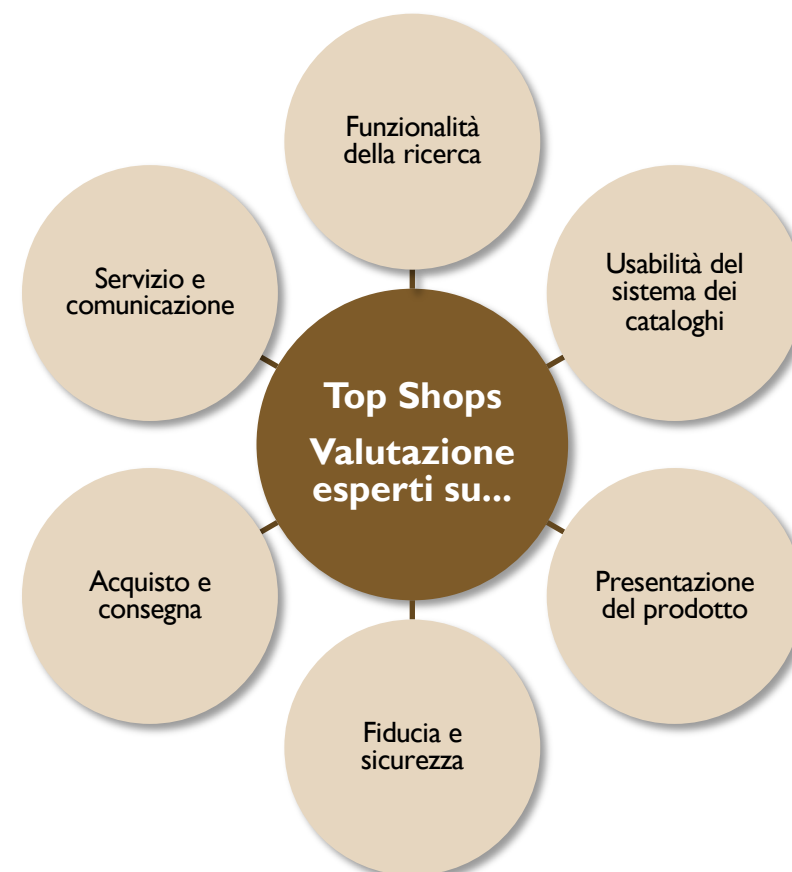 Funzionalità
della ricerca
Usabilità del
sistema dei
cataloghi
Presentazione
del prodotto
Fiducia e
sicurezza
Acquisto e
consegna
Servizio e
comunicazione
Top Shops
Valutazione
esperti su...